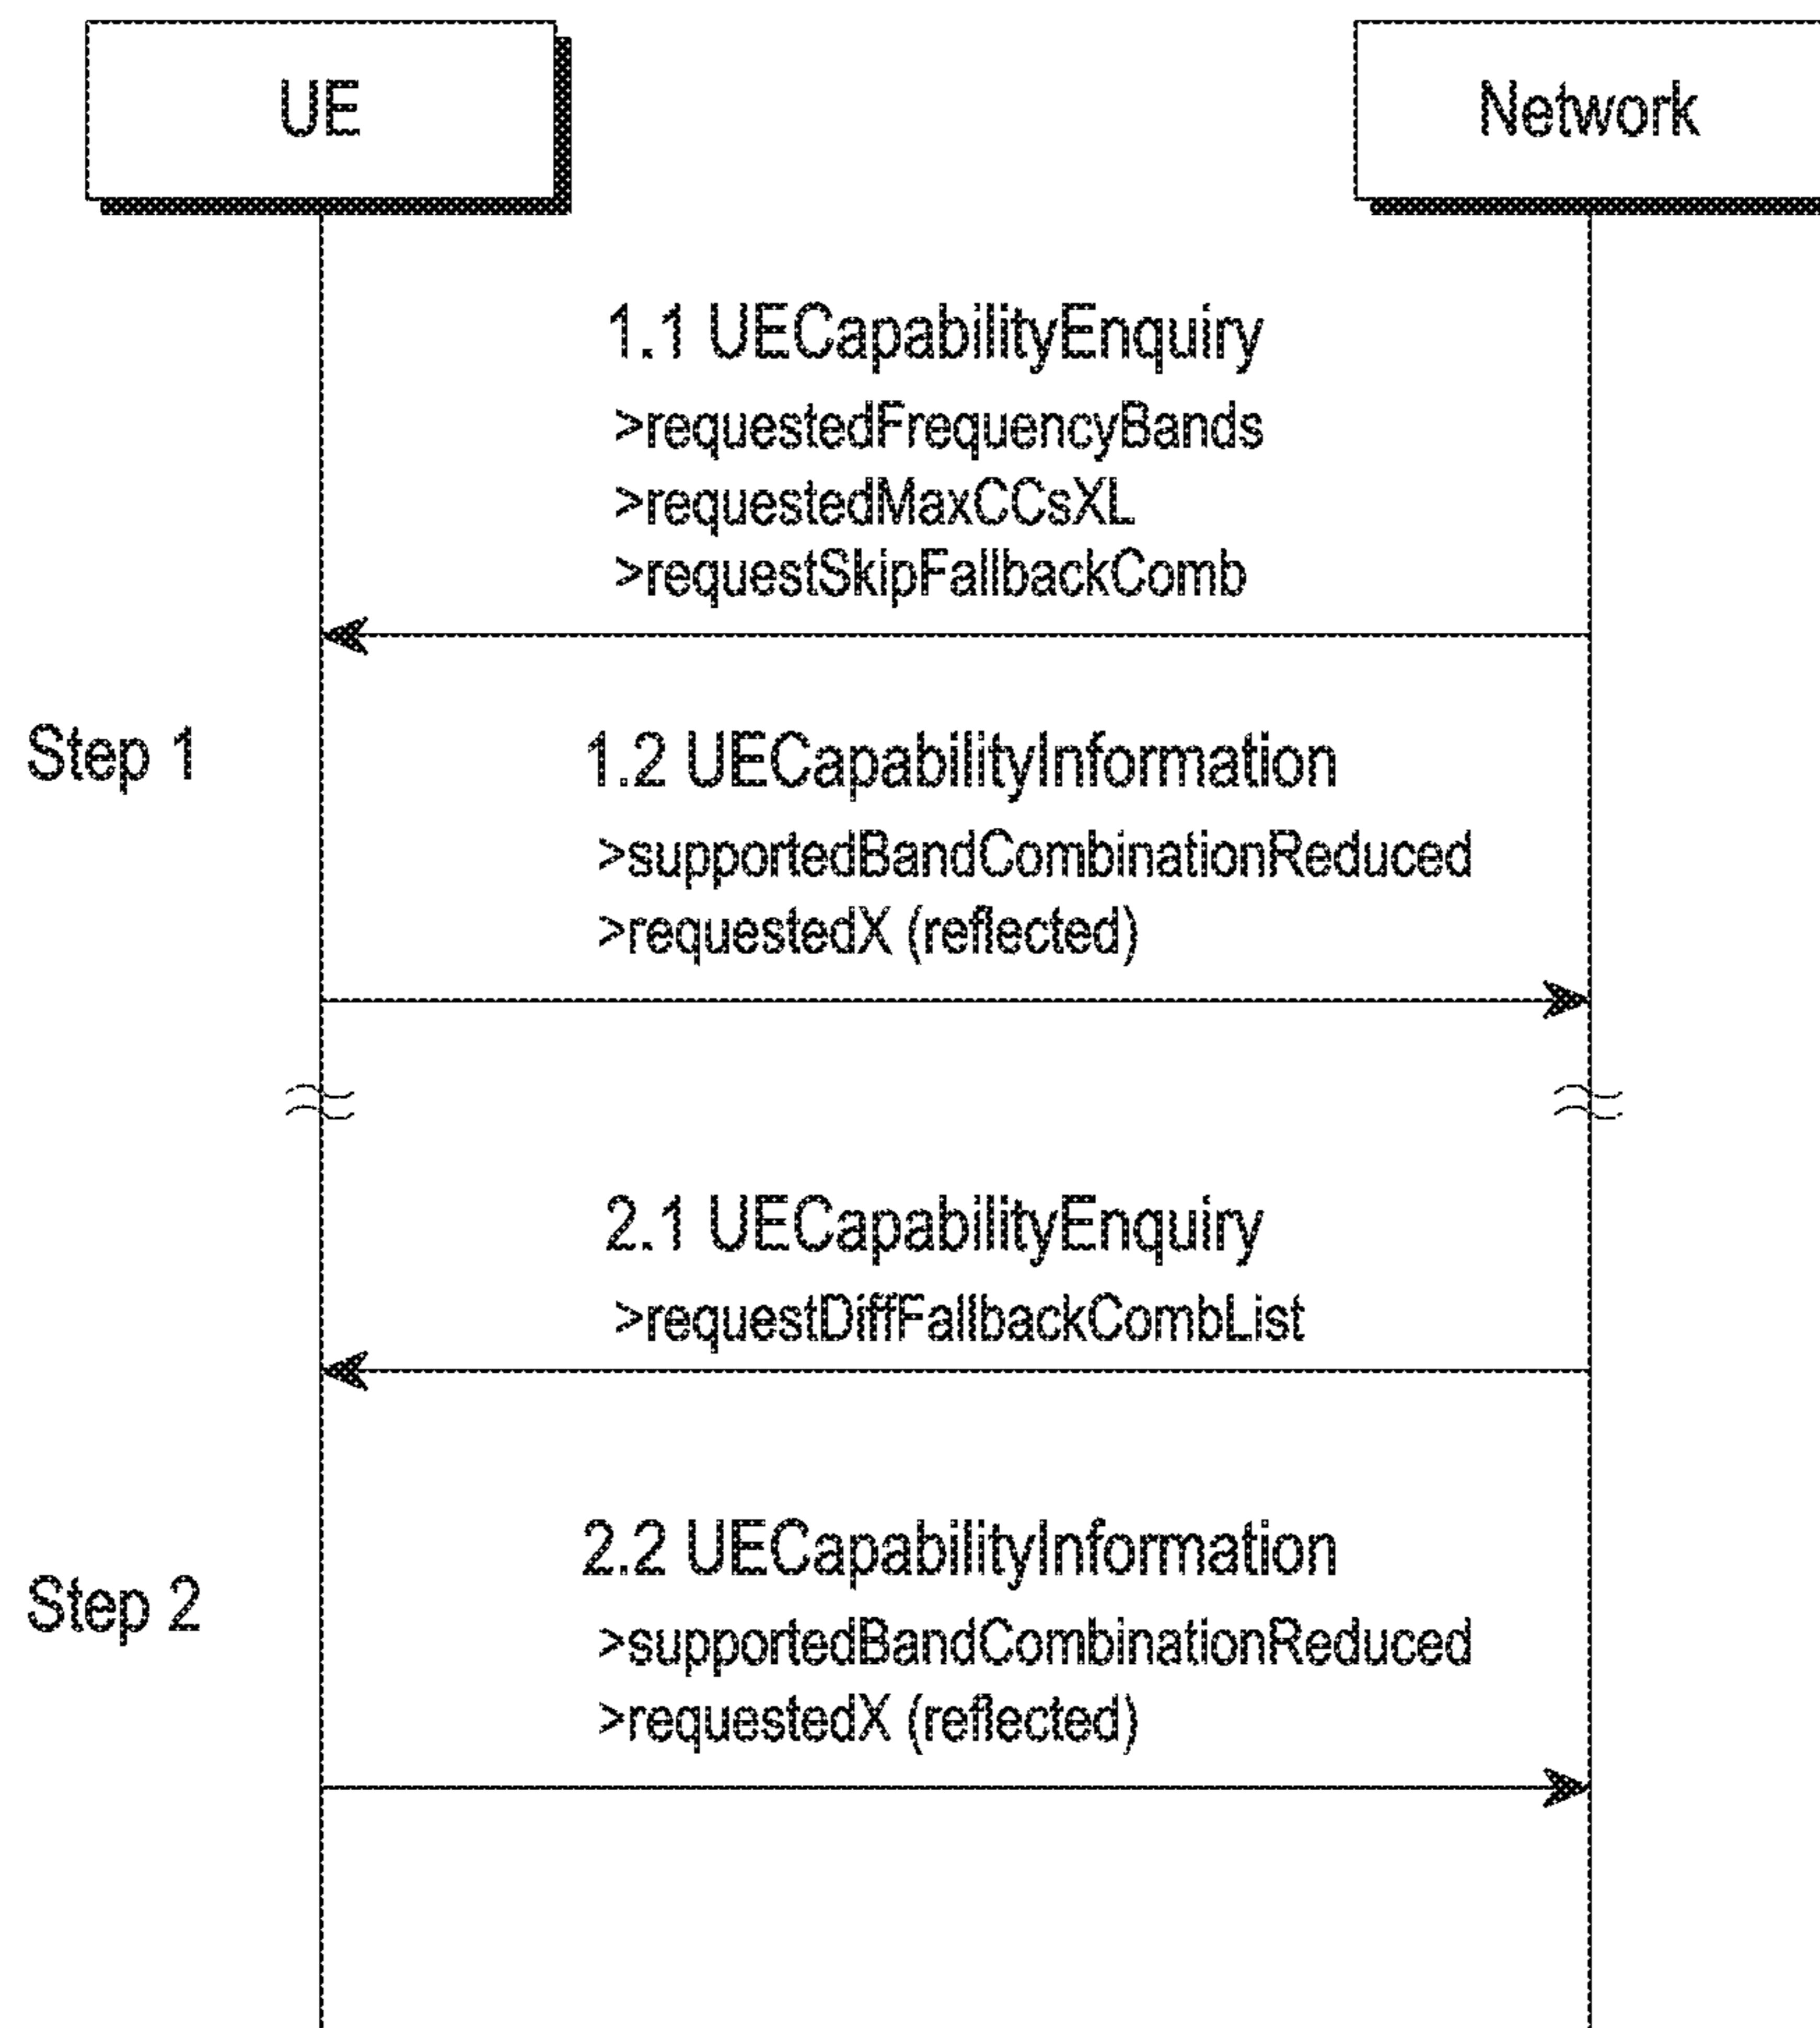 UE
Network
1.1 UECapabilityEnquiry
>requestedFrequencyBands
>requestedMaxCCsXL
>requestSkipFallbackComb
Step 1
1.2 UECapabilityInformation
>supportedBandCombinationReduced
>requestedX (reflected)
2.1 UECapabilityEnquiry
>requestDiffFallbackCombList
Step 2
2.2 UECapabilityInformation
>supportedBandCombinationReduced
>requestedX (reflected)